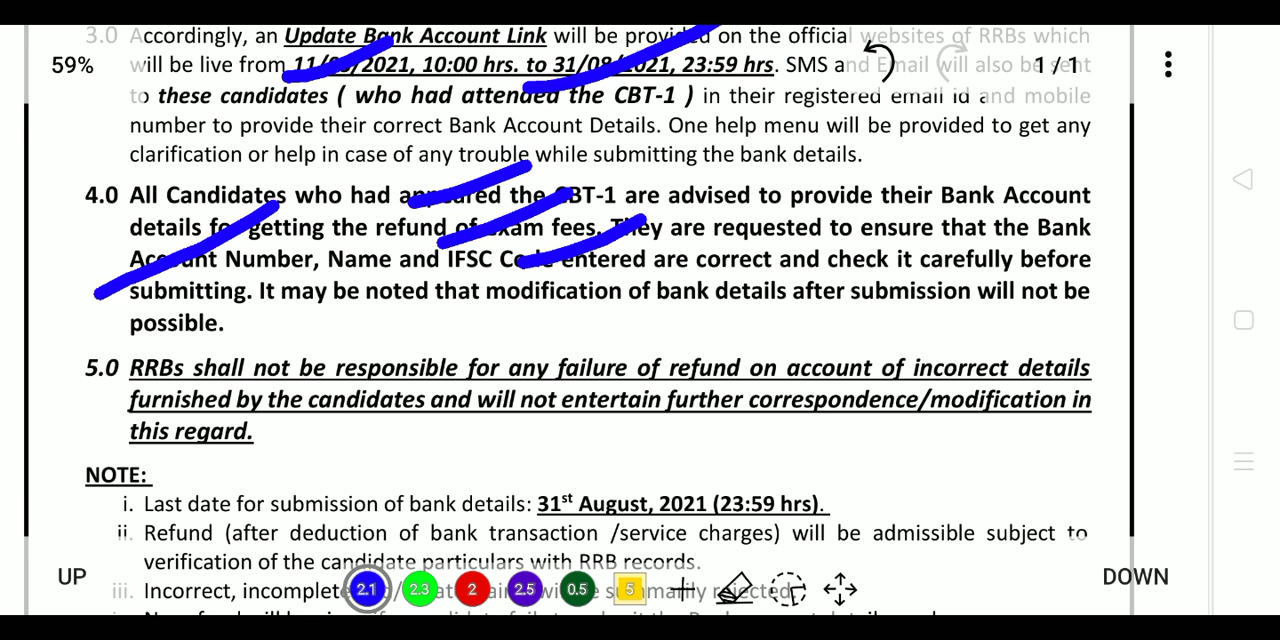 3.0 Accordingly, an Update Bank Account Link will be provided on the official websites of RRBs which
59%
will be live from 11/08/2021, 10:00 hrs. to 31/08/2021, 23:59 hrs. SMS and Email will also be sent
1 / 1
to these candidates ( who had attended the CBT-1 ) in their registered email id and mobile
number to provide their correct Bank Account Details. One help menu will be provided to get any
clarification or help in case of any trouble while submitting the bank details.
4.0 All Candidates who had appeared the CBT-1 are advised to provide their Bank Account
details for getting the refund of exam fees. They are requested to ensure that the Bank
Account Number, Name and IFSC Code entered are correct and check it carefully before
submitting. It may be noted that modification of bank details after submission will not be
possible.
5.0 RRBs shall not be responsible for any failure of refund on account of incorrect details
furnished by the candidates and will not entertain further correspondence/modification in
this regard.
NOTE:
i. Last date for submission of bank details: 31st August, 2021 (23:59 hrs).
ii. Refund (after deduction of bank transaction /service charges) will be admissible subject to
verification of the candidate particulars with RRB records.
UP
DOWN
iii. Incorrect, incomplete summarily rejected
2.1 2.3 2 2.5 0.5 5